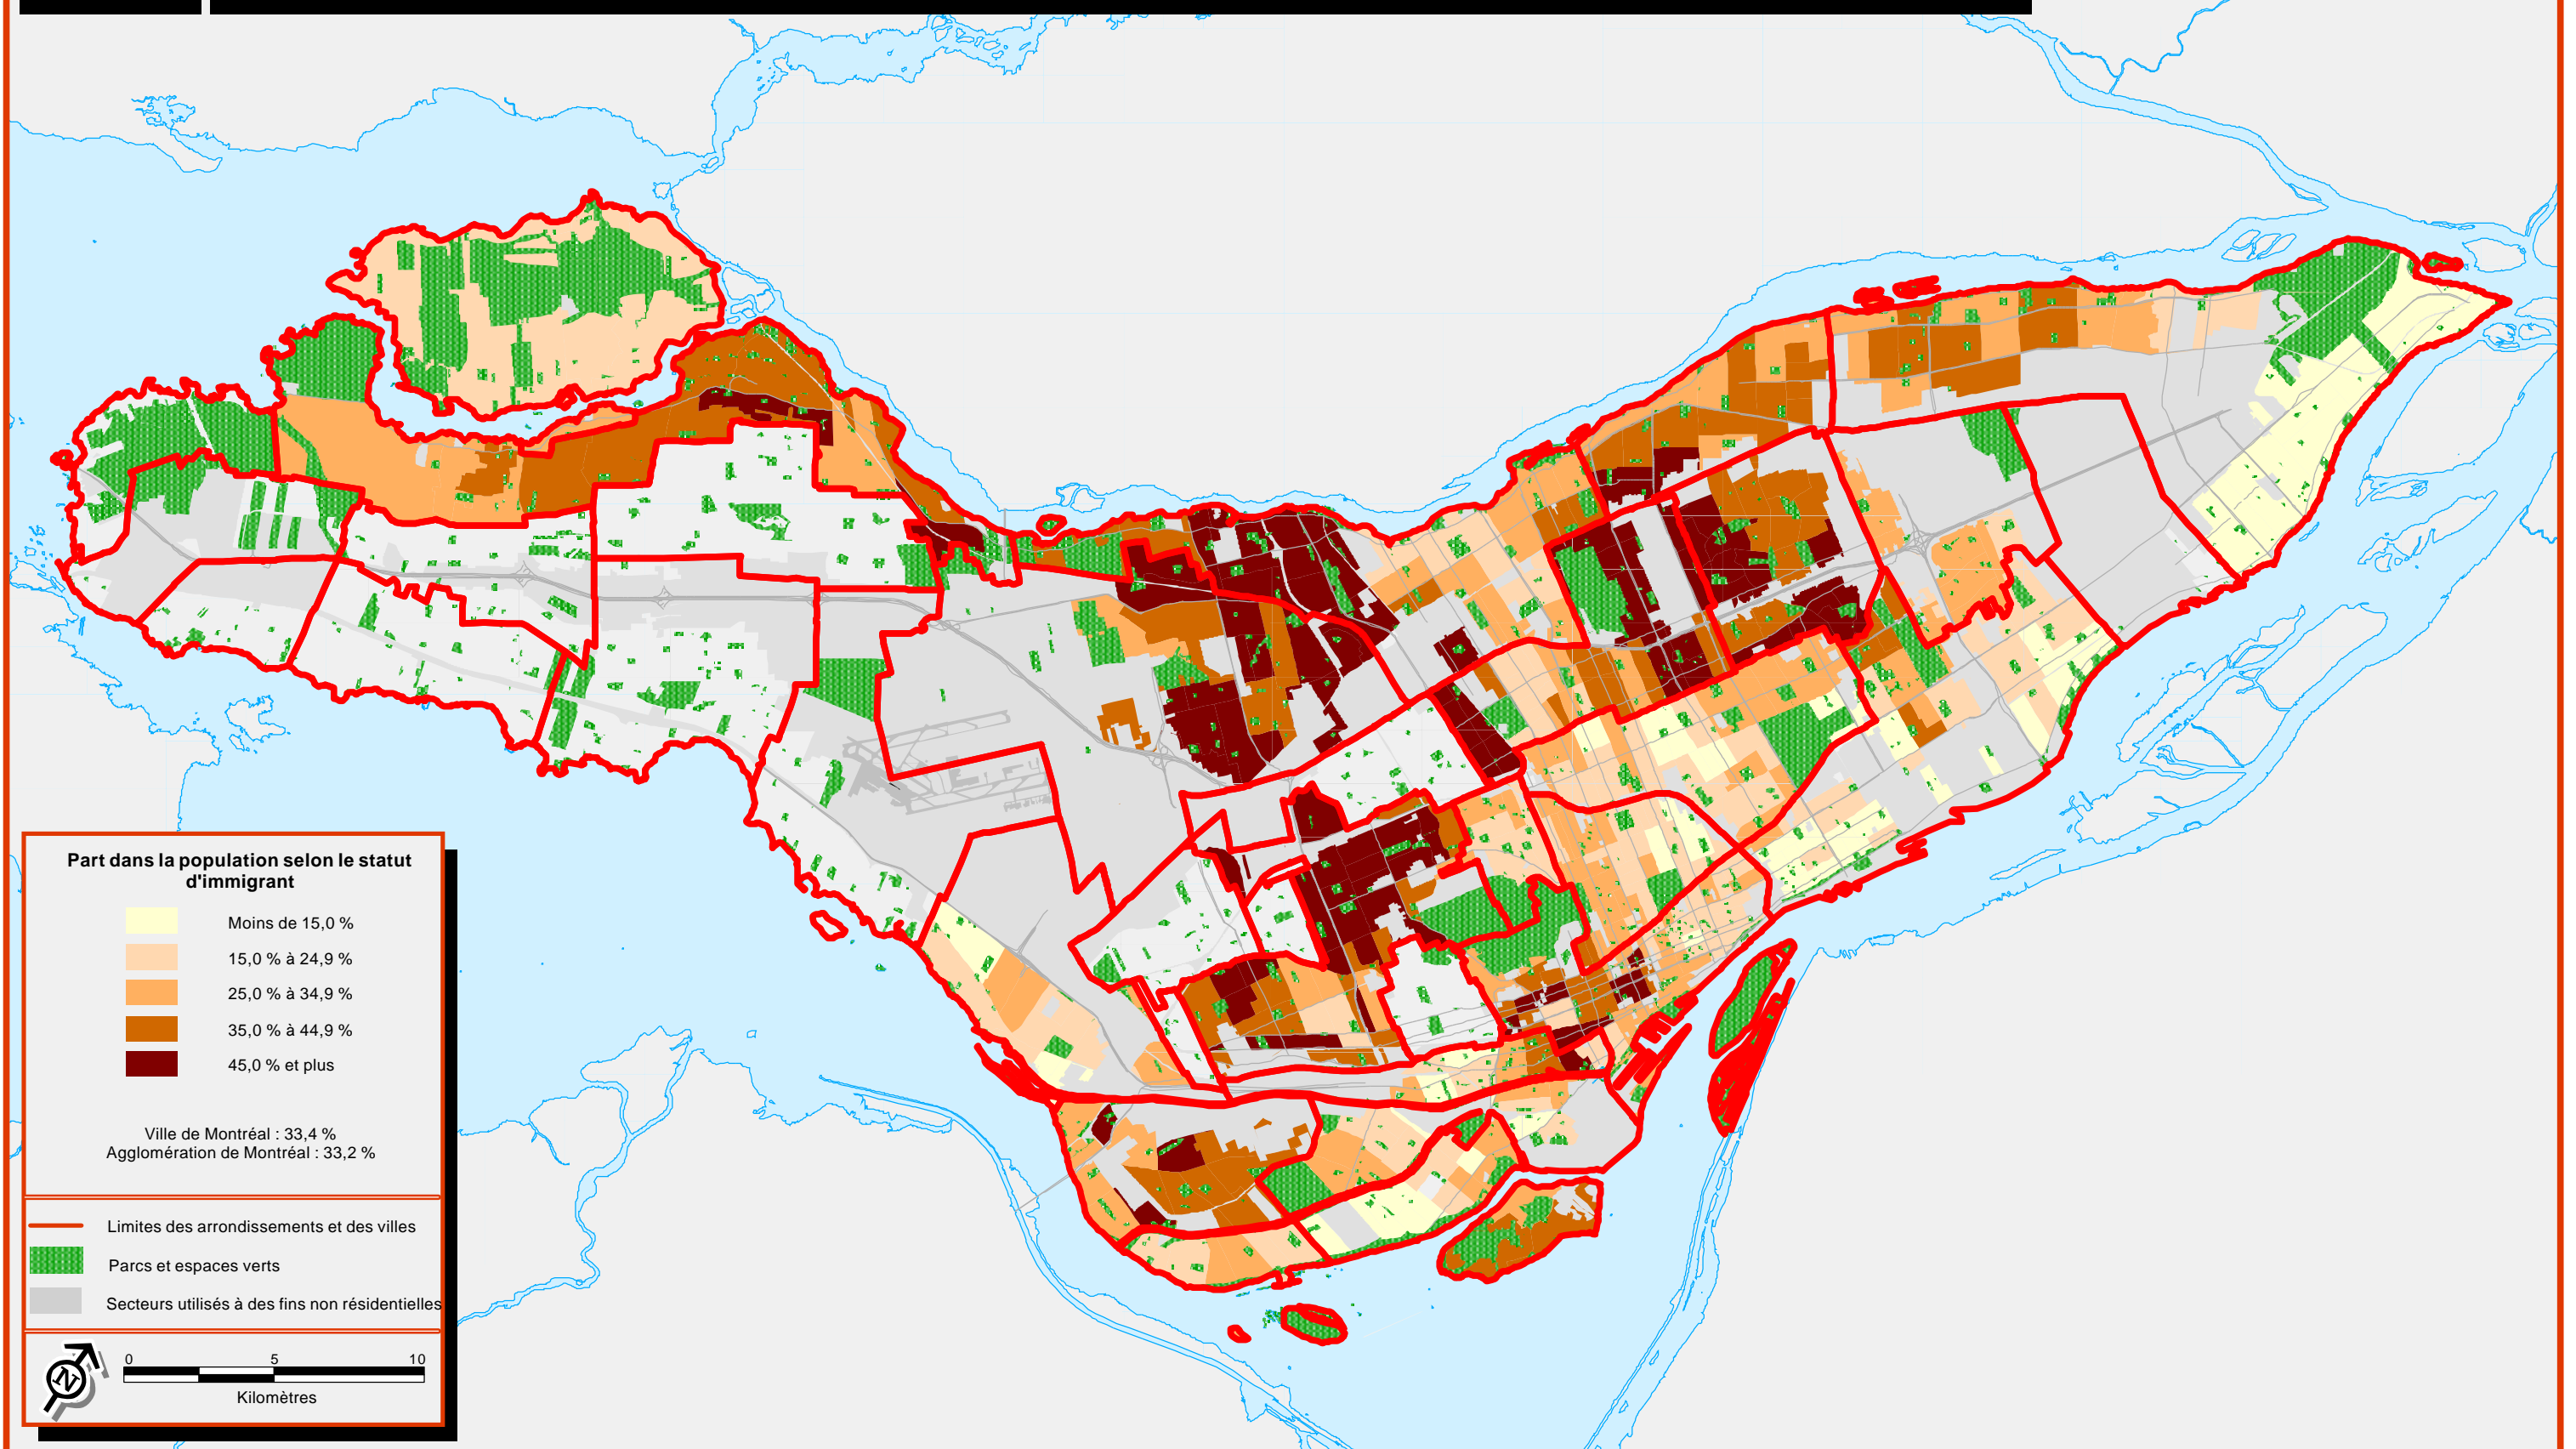 Part dans la population selon le statut
d'immigrant
Moins de 15,0 %
15,0 % à 24,9 %
25,0 % à 34,9 %
35,0 % à 44,9 %
45,0 % et plus
Ville de Montréal : 33,4 %
Agglomération de Montréal : 33,2 %
Limites des arrondissements et des villes
Parcs et espaces verts
Secteurs utilisés à des fins non résidentielles
0 5 10
N
Kilomètres